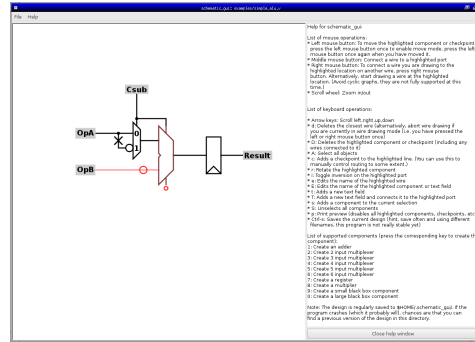 schematic_gui: examples/simple_alu.v
File Help
Csub
OpA
0
1
OpB
Result
Help for schematic_gui
List of mouse operations:
* Left mouse button: To move the highlighted component or checkpoint
press the left mouse button once to enable move mode, press the left
mouse button once again when you have moved it.
* Middle mouse button: Connect a wire to a highlighted port
* Right mouse button: To connect a wire you are drawing to the
highlighted location on another wire, press right mouse
button. Alternatively, start drawing a wire at the highlighted
location. (Avoid cyclic graphs, they are not fully supported at this
time.)
* Scroll wheel: Zoom in/out
List of keyboard operations:
* Arrow keys: Scroll left,right,up,down
* d: Deletes the closest wire (alternatively, abort wire drawing if
you are currently in wire drawing mode (i.e. you have pressed the
left or right mouse button once)
* D: Deletes the highlighted component or checkpoint (including any
wires connected to it)
* A: Select all objects
* c: Adds a checkpoint to the highlighted line. (You can use this to
manually control routing to some extent.)
* r: Rotate the highlighted component
* i: Toggle inversion on the highlighted port
* e: Edits the name of the highlighted wire
* E: Edits the name of the highlighted component or text field
* t: Adds a new text field
* T: Adds a new text field and connects it to the highlighted port
* s: Adds a component to the current selection
* S: Unselects all components
* p: Print preview (disables all highlighted components, checkpoints, etc
* Ctrl-s: Saves the current design (hint, save often and using different
filenames, this program is not really stable yet)
List of supported components (press the corresponding key to create th
component):
1: Create an adder
2: Create 2 input multiplexer
3: Create 3 input multiplexer
4: Create 4 input multiplexer
5: Create 5 input multiplexer
6: Create 6 input multiplexer
7: Create a register
8: Create a multiplier
9: Create a small black box component
0: Create a large black box component
Note: The design is regularly saved to $HOME/.schematic_gui. If the
program crashes (which it probably will), chances are that you can
find a previous version of the design in this directory.
Close help window